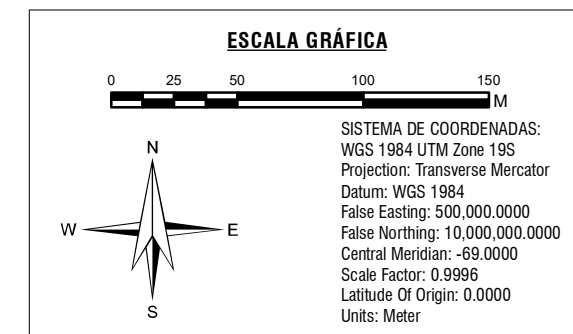 ESCALA GRÁFICA
0 25 50 100 150
M
SISTEMA DE COORDENADAS:
WGS 1984 UTM Zone 19S
Projection: Transverse Mercator
Datum: WGS 1984
False Easting: 500,000.0000
False Northing: 10,000,000.0000
Central Meridian: -69.0000
Scale Factor: 0.9996
Latitude Of Origin: 0.0000
Units: Meter
N
W E
S